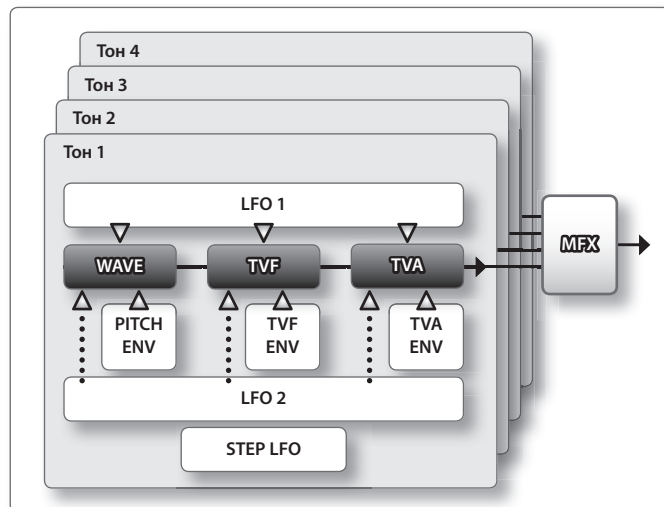 Тон 4
Тон 3
Тон 2
Тон 1
LFO 1
WAVE
TVF
TVA
MFX
PITCH
ENV
TVF
ENV
TVA
ENV
LFO 2
STEP LFO